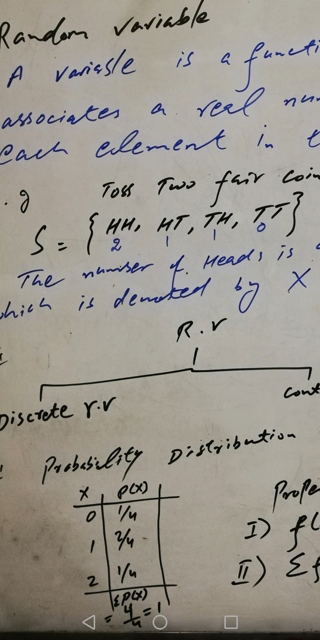 Random variable
A variable is a functi
associates a real num
each element in t
.g Toss Two fair coin
S = { HH, HT, TH, TT }
2 1 1 0
The number of Heads is a
which is denoted by X
R.v
Discrete r.v cont
Probability Distribution
X P(X)
0 1/4
1 2/4
2 1/4
ΣP(X)
= 4/4 = 1
Prope
I) f(
II) Σf